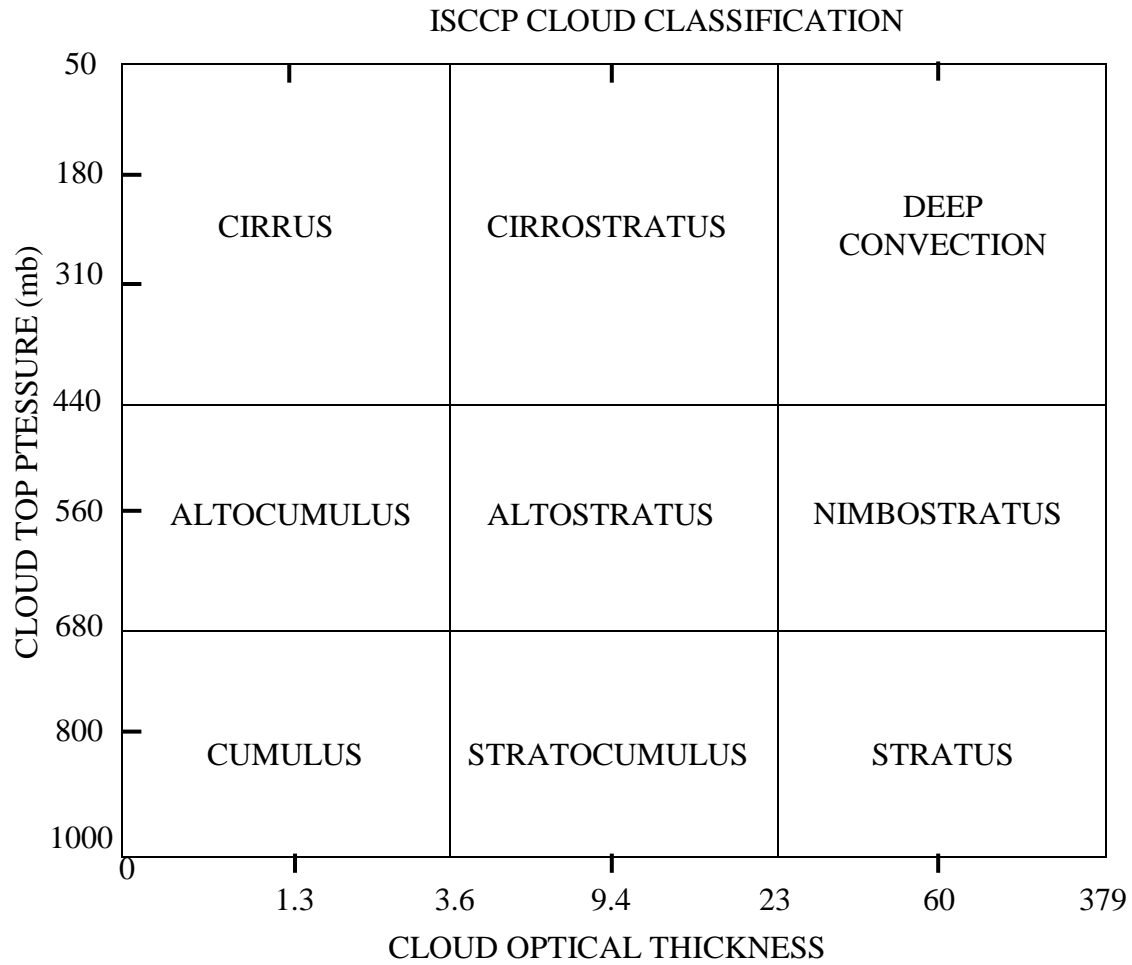 ISCCP CLOUD CLASSIFICATION
50
180
310
440
560
680
800
1000
CLOUD TOP PTESSURE (mb)
CIRRUS
CIRROSTRATUS
DEEP
CONVECTION
ALTOCUMULUS
ALTOSTRATUS
NIMBOSTRATUS
CUMULUS
STRATOCUMULUS
STRATUS
0
1.3
3.6
9.4
23
60
379
CLOUD OPTICAL THICKNESS